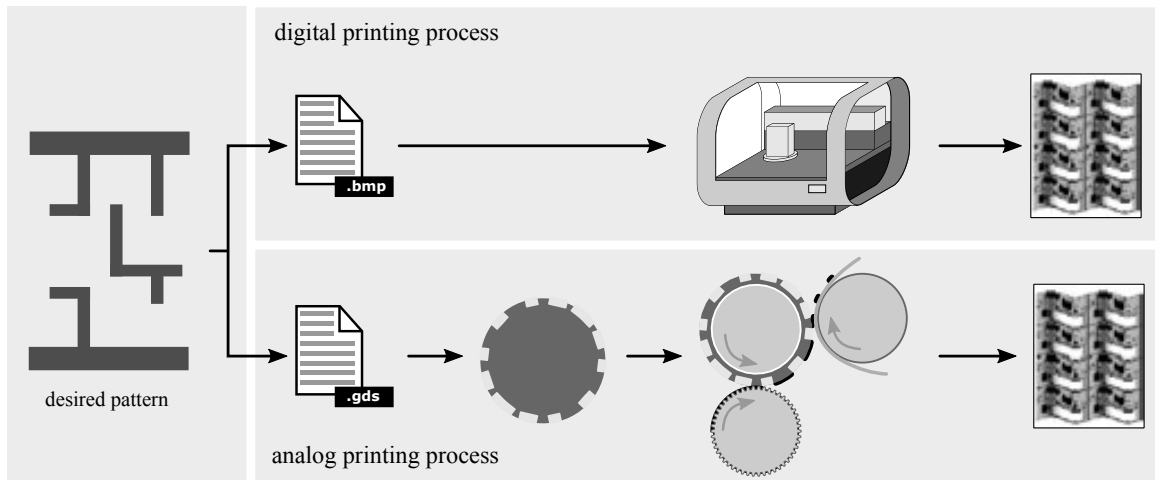 digital printing process
.bmp
desired pattern
.gds
analog printing process